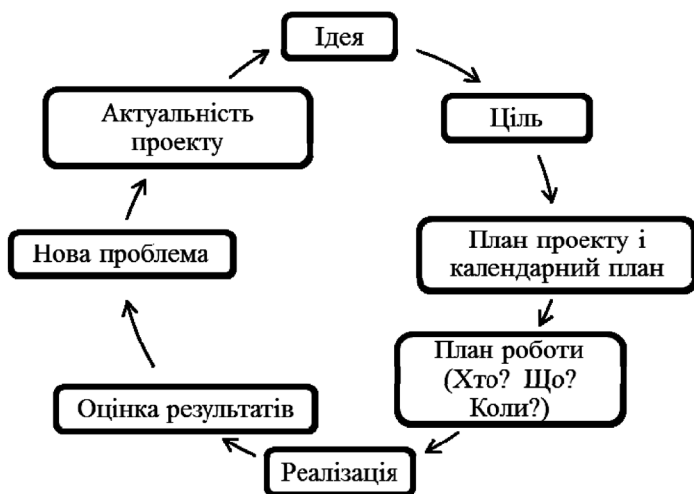 Ідея
Ціль
План проекту і
календарний план
План роботи
(Хто? Що?
Коли?)
Реалізація
Оцінка результатів
Нова проблема
Актуальність
проекту